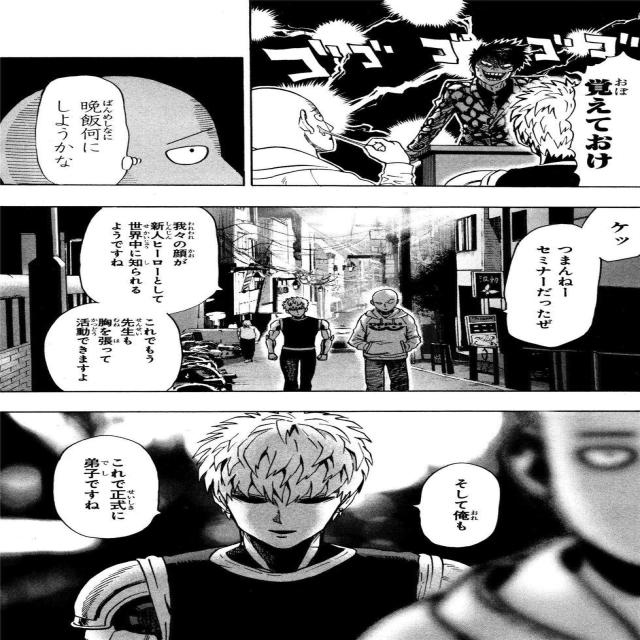 ゴゴゴ
ゴゴゴ
覚えておけ
晩飯何に
しようかな
ケッ
つまんねー
セミナーだったぜ
我々の顔が
新人ヒーローとして
世界中に知られる
ようですね
これでもう
先生も
胸を張って
活動できますよ
そして俺も
これで正式に
弟子ですね